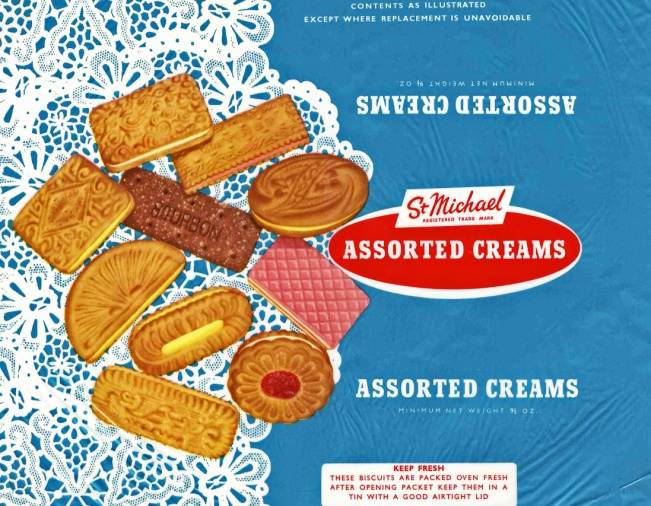 CONTENTS AS ILLUSTRATED
EXCEPT WHERE REPLACEMENT IS UNAVOIDABLE
MINIMUM NET WEIGHT 9½ OZ.
ASSORTED CREAMS
St Michael
REGISTERED TRADE MARK
ASSORTED CREAMS
ASSORTED CREAMS
MINIMUM NET WEIGHT 9½ OZ.
KEEP FRESH
THESE BISCUITS ARE PACKED OVEN FRESH
AFTER OPENING PACKET KEEP THEM IN A
TIN WITH A GOOD AIRTIGHT LID